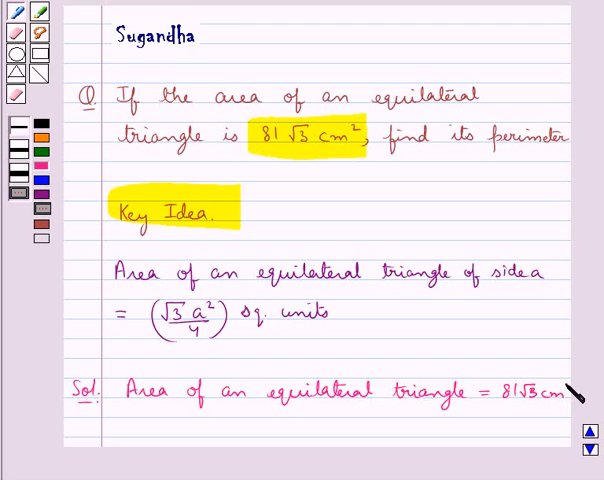 Sugandha
Q. If the area of an equilateral
triangle is 81√3 cm², find its perimeter
Key Idea.
Area of an equilateral triangle of side a
= (√3 a²/4) sq. units
Sol. Area of an equilateral triangle = 81√3 cm